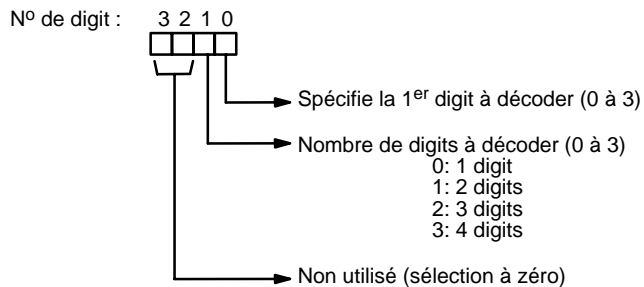 Nº de digit : 3 2 1 0
Spécifie la 1er digit à décoder (0 à 3)
Nombre de digits à décoder (0 à 3)
0: 1 digit
1: 2 digits
2: 3 digits
3: 4 digits
Non utilisé (sélection à zéro)